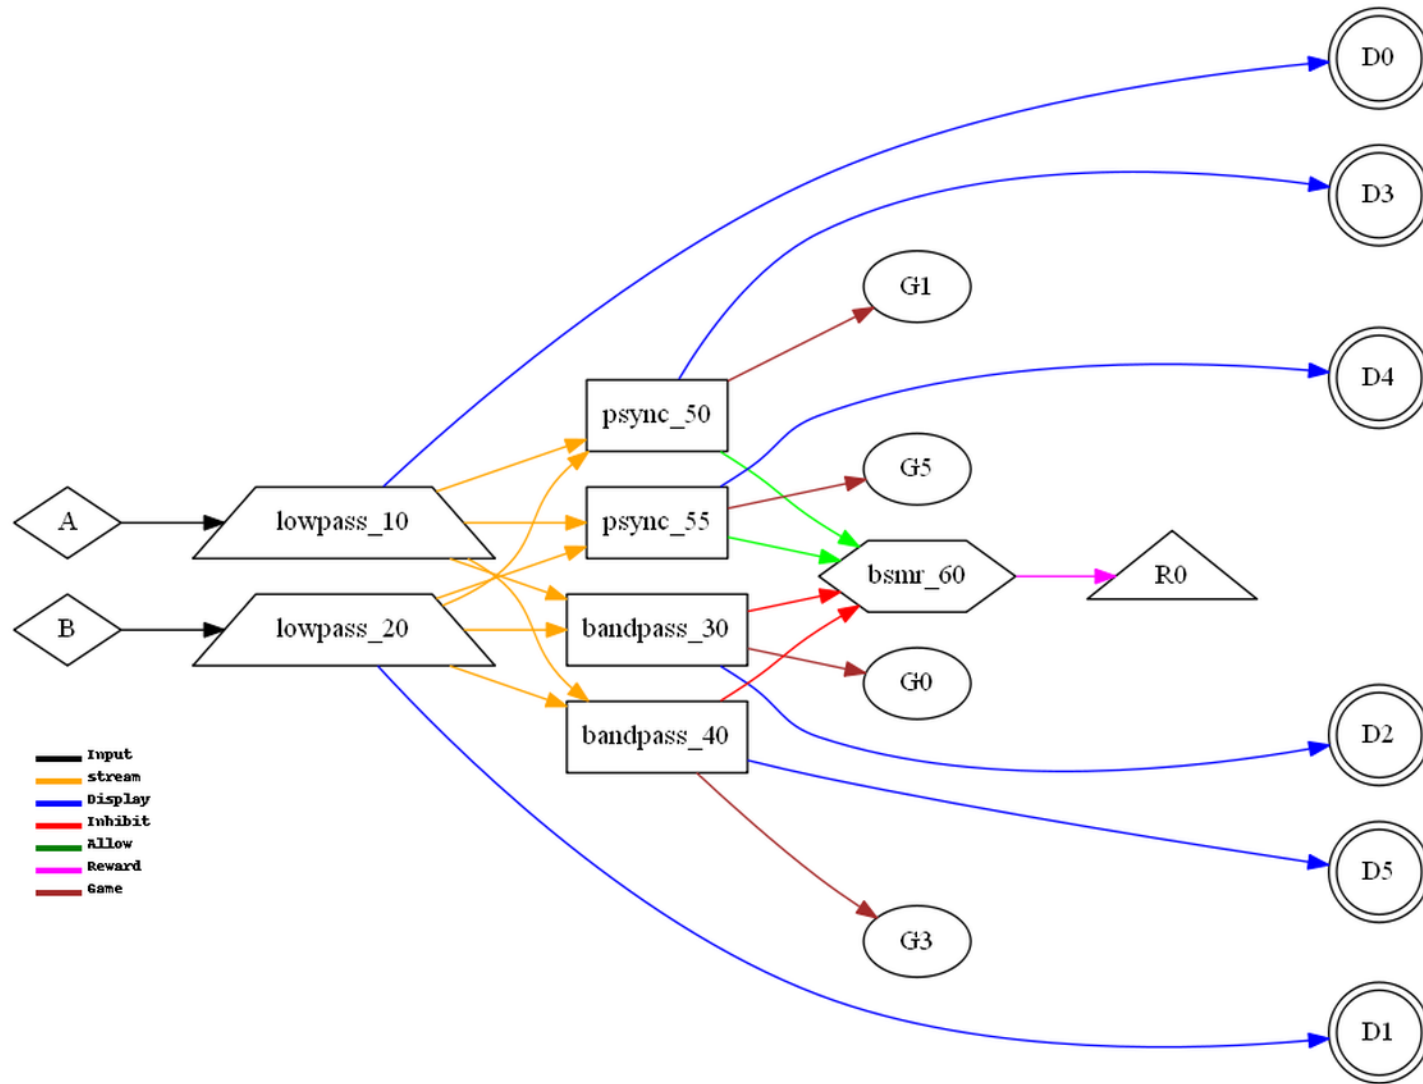 D0
D3
G1
D4
psync_50
G5
A
lowpass_10
psync_55
bsmr_60
R0
B
lowpass_20
bandpass_30
G0
bandpass_40
D2
Input
stream
Display
Inhibit
Allow
Reward
Game
D5
G3
D1